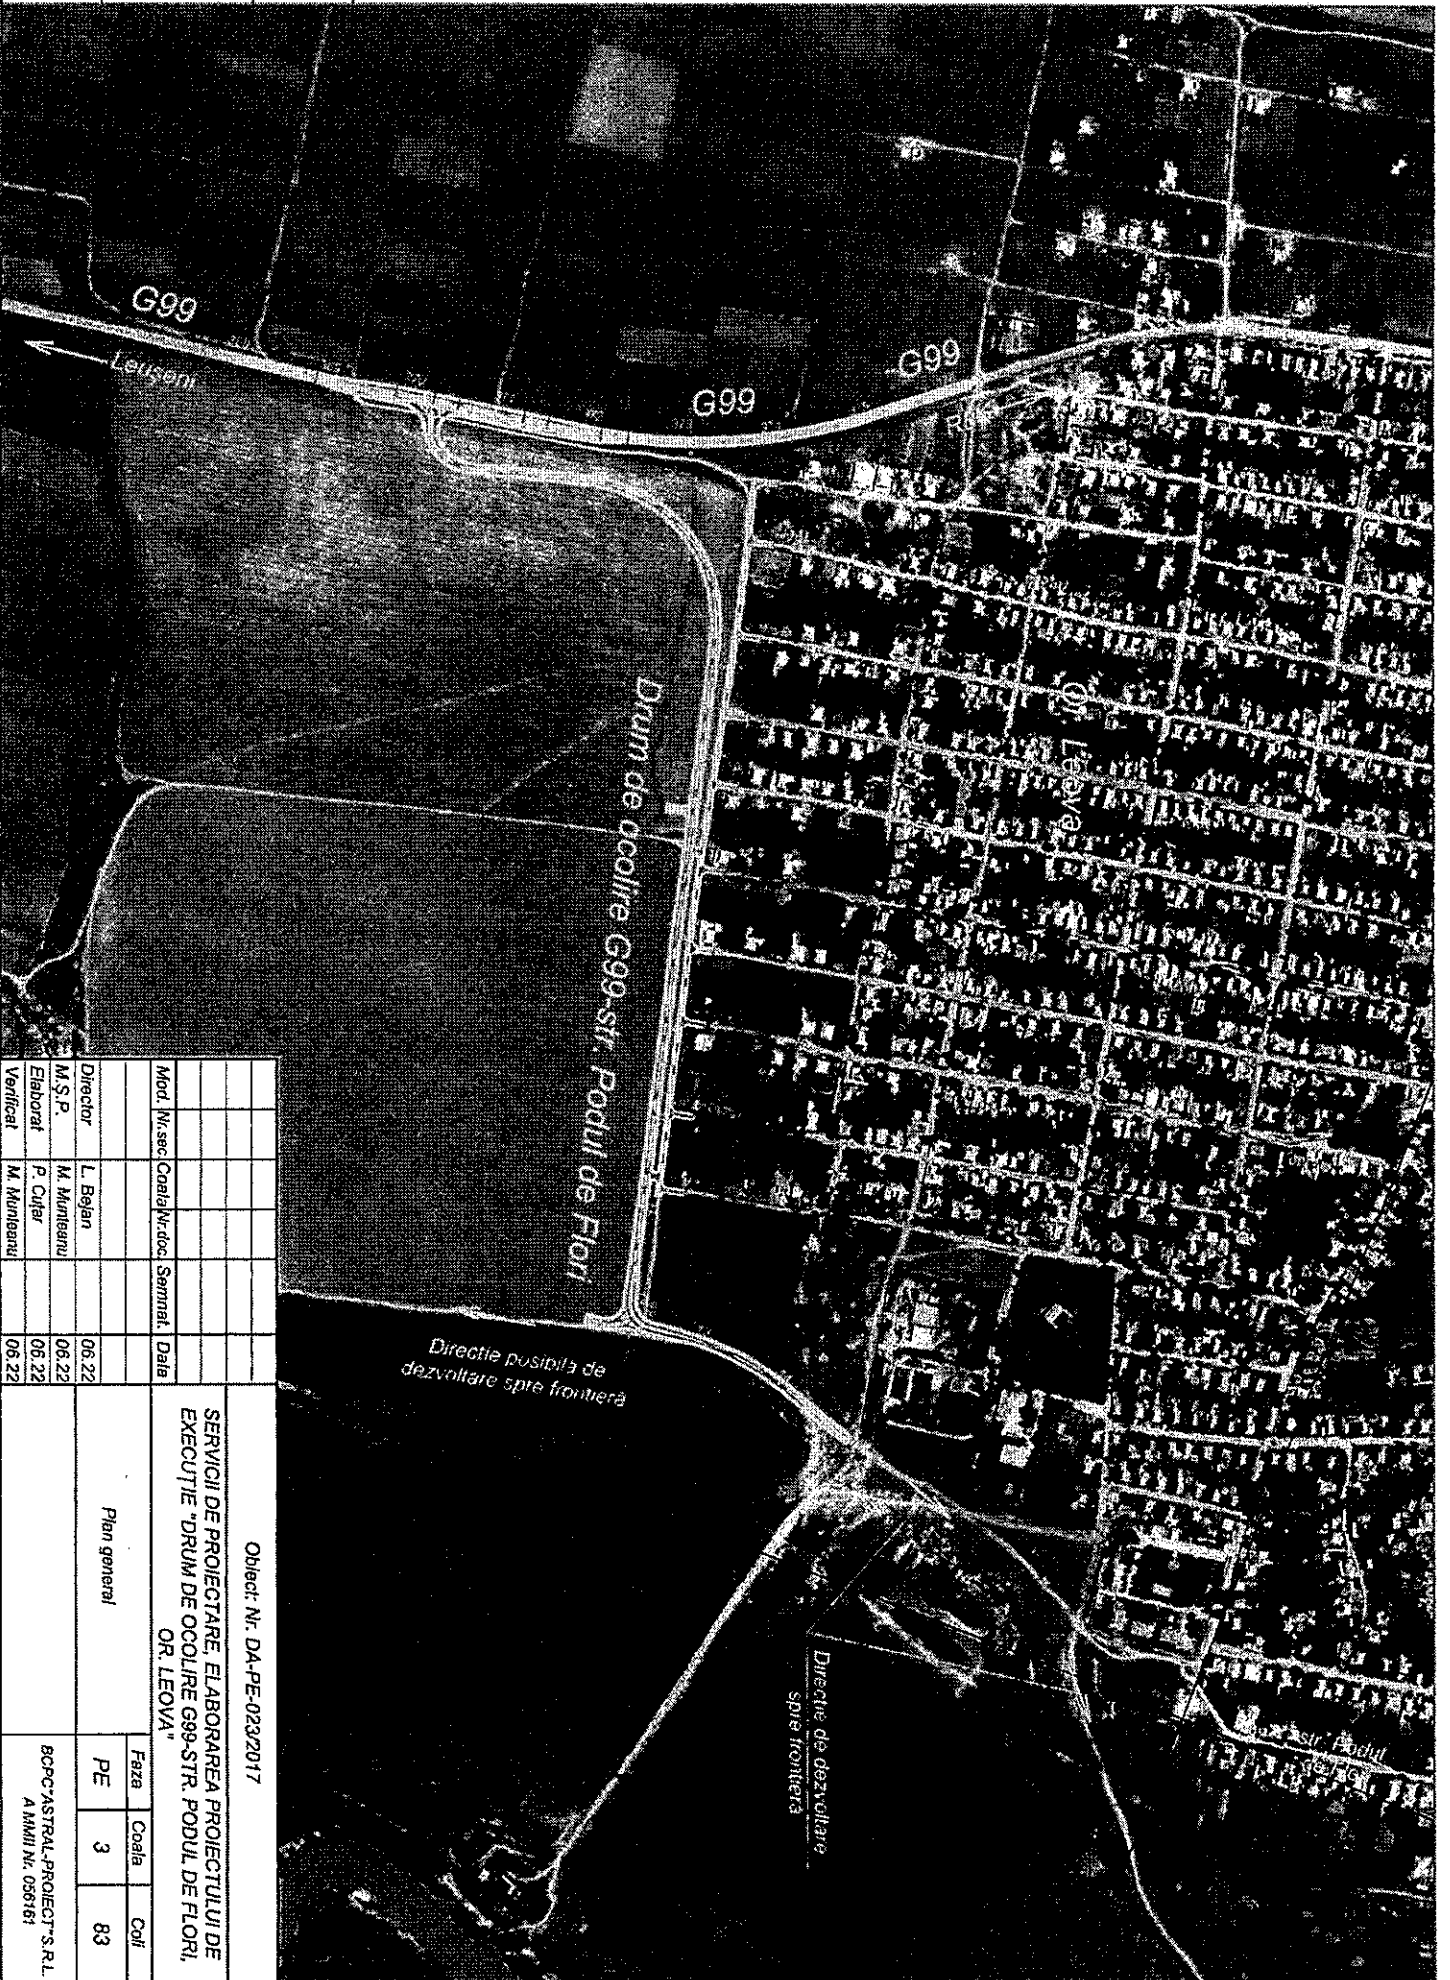 G99
Leușeni
G99
G99
Or. Leova
Drum de ocolire G99-str. Podul de Flori
Directie posibilă de
dezvoltare spre frontieră
Directie de dezvoltare
spre frontieră
str. Podul
Obiect: Nr. DA-PE-023/2017
SERVICII DE PROIECTARE, ELABORAREA PROIECTULUI DE
EXECUȚIE "DRUM DE OCOLIRE G99-STR. PODUL DE FLORI,
OR. LEOVA"
Mod. Nr.sec Coala Nr.doc. Semnat. Data
Director L. Bejan 06.22
M.Ș.P. M. Munteanu 06.22
Elaborat P. Cuțar 06.22
Verificat M. Munteanu 06.22
Plan general
Faza Coala Coli
PE 3 83
BCPC"ASTRAL-PROIECT"S.R.L.
A MMII Nr. 056161